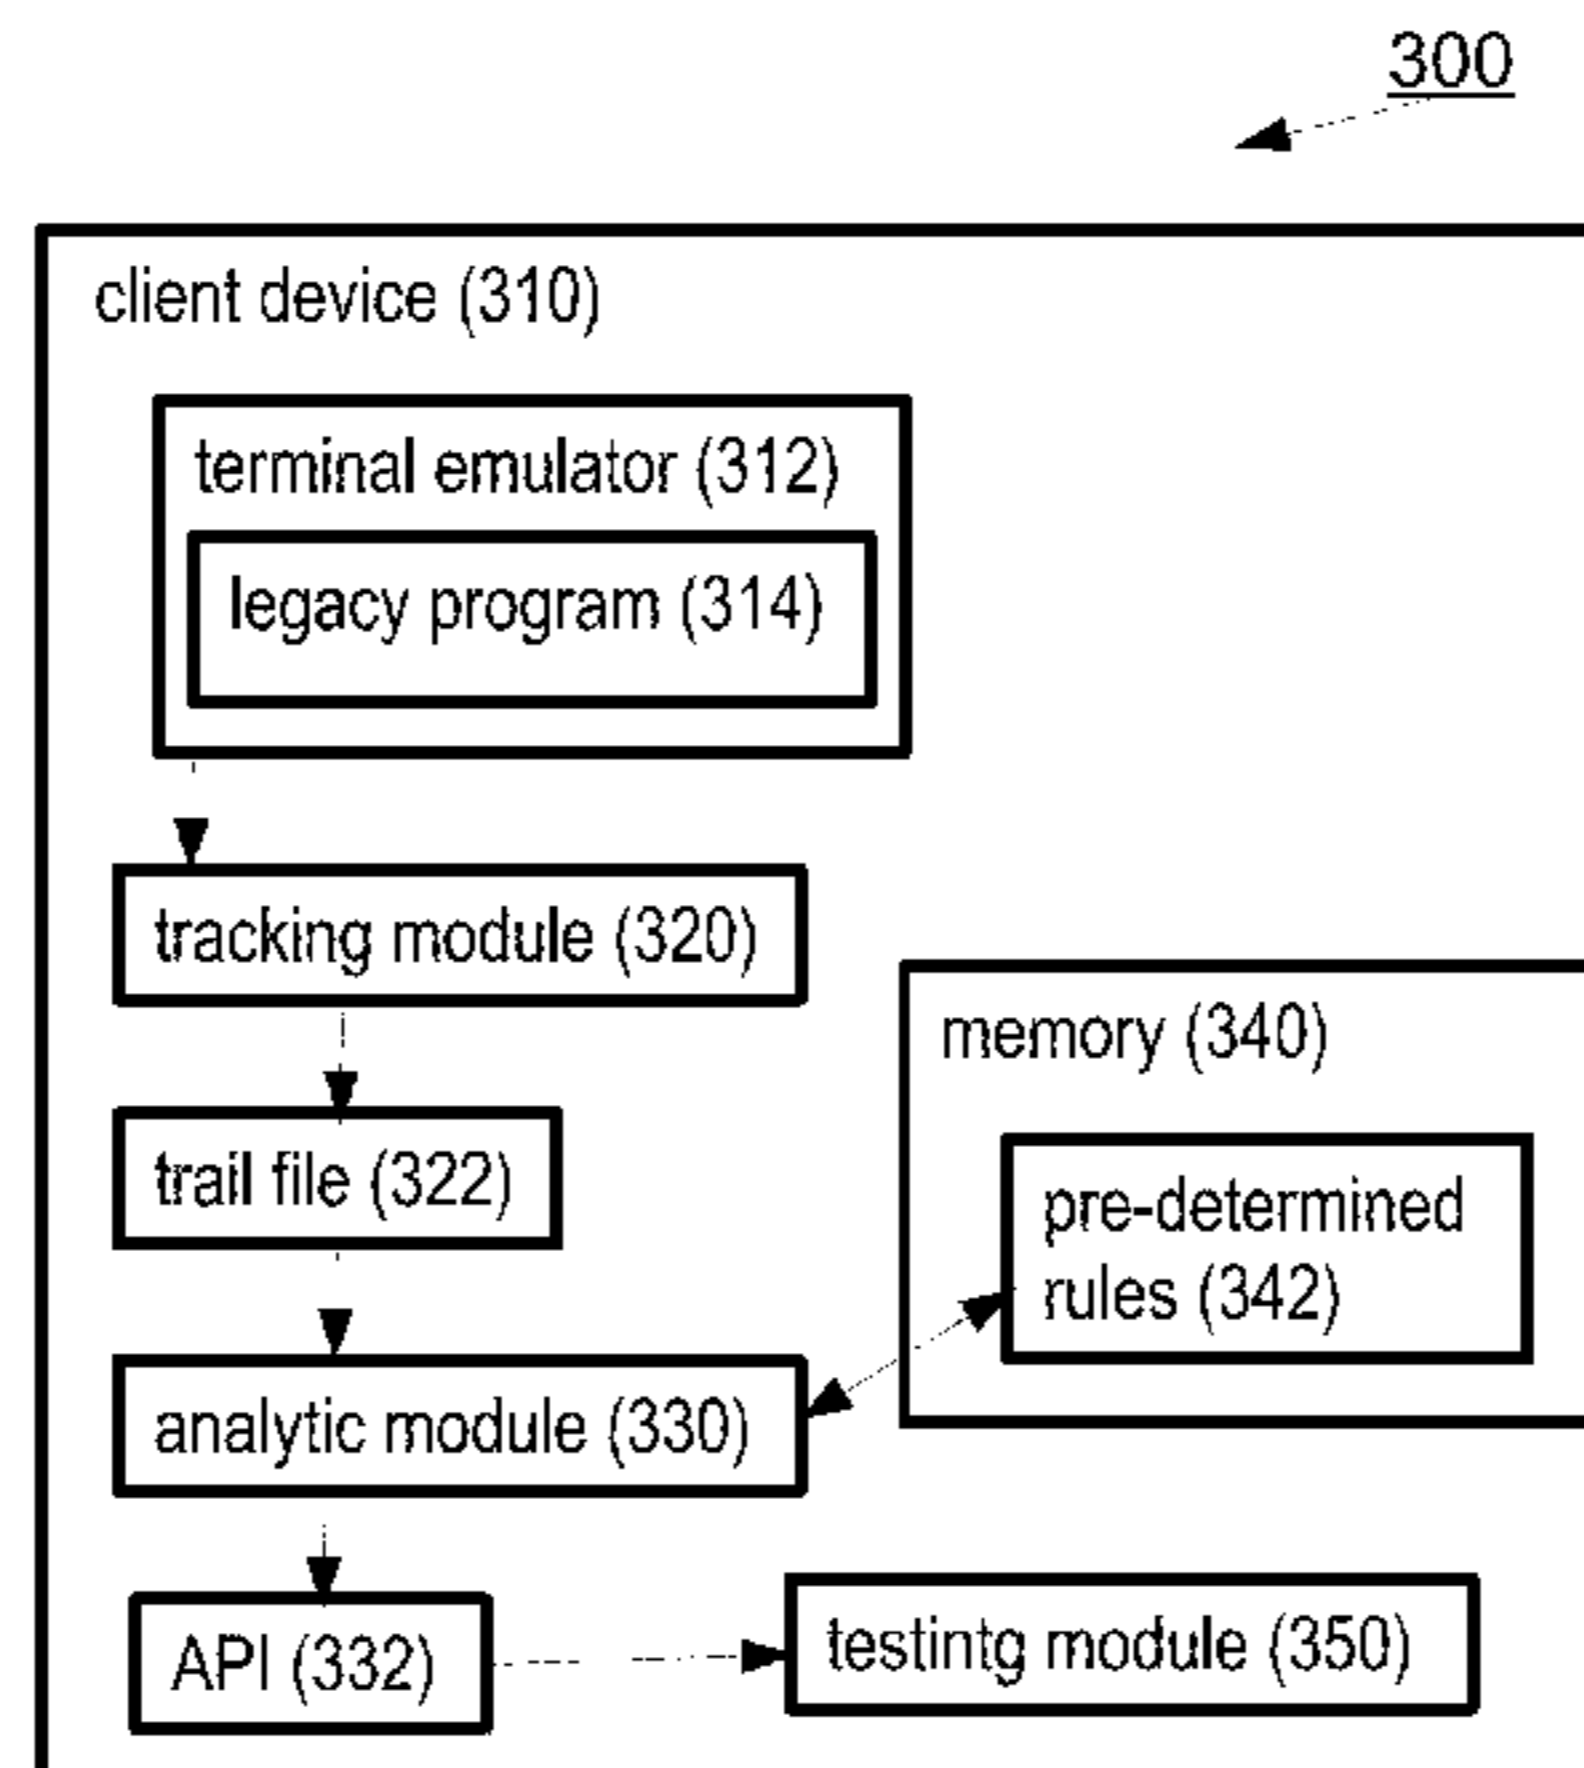 300
client device (310)
terminal emulator (312)
legacy program (314)
tracking module (320)
memory (340)
trail file (322)
pre-determined
rules (342)
analytic module (330)
API (332)
testintg module (350)